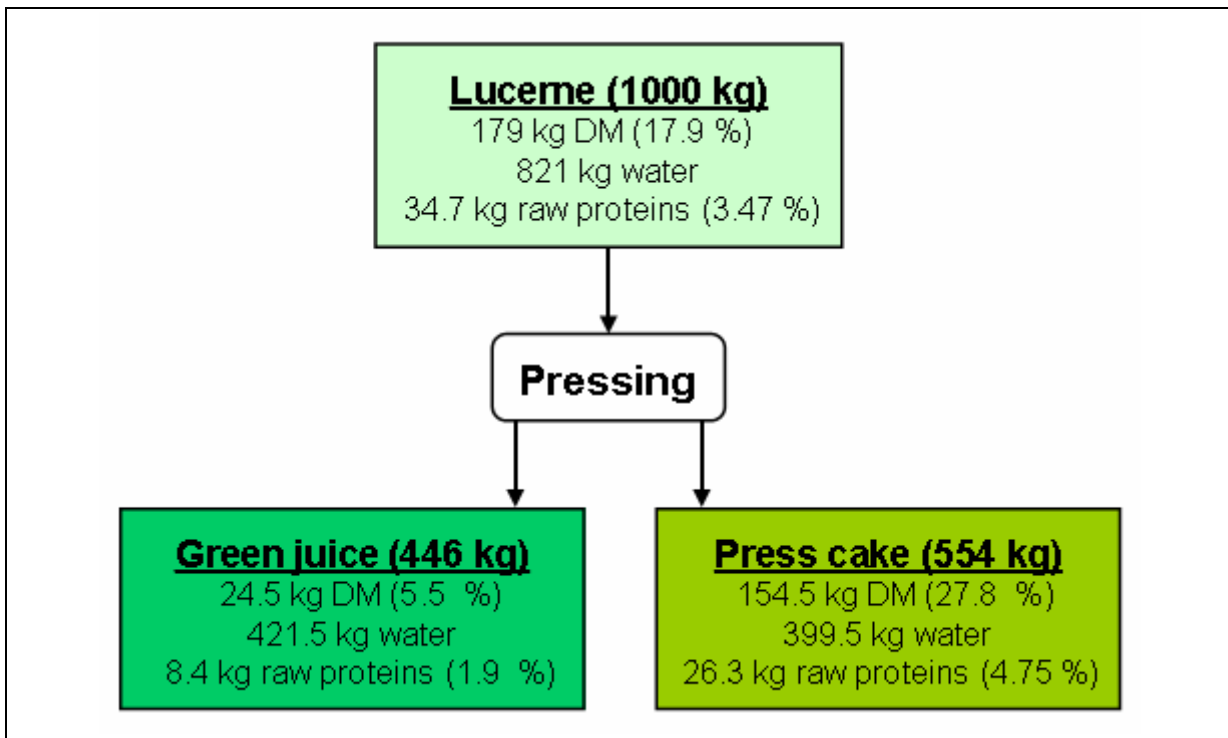 Lucerne (1000 kg)
179 kg DM (17.9 %)
821 kg water
34.7 kg raw proteins (3.47 %)
Pressing
Green juice (446 kg)
24.5 kg DM (5.5 %)
421.5 kg water
8.4 kg raw proteins (1.9 %)
Press cake (554 kg)
154.5 kg DM (27.8 %)
399.5 kg water
26.3 kg raw proteins (4.75 %)